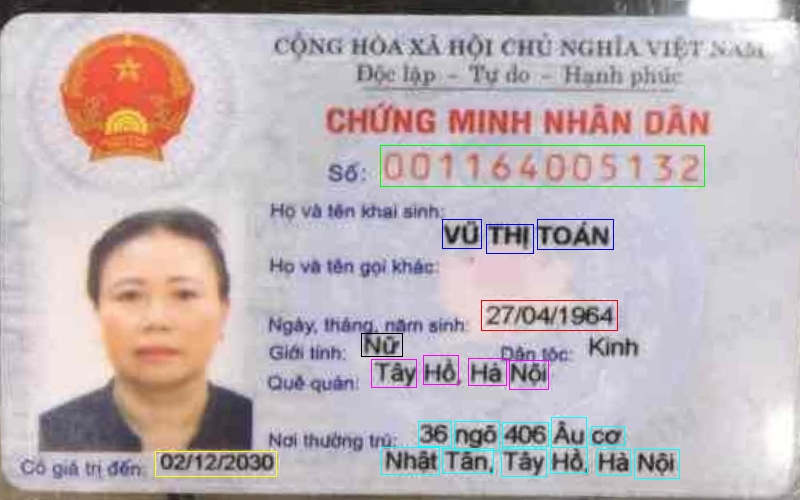 CỘNG HÒA XÃ HỘI CHỦ NGHĨA VIỆT NAM
Độc lập - Tự do - Hạnh phúc
CHỨNG MINH NHÂN DÂN
Số: 001164005132
Họ và tên khai sinh:
VŨ THỊ TOÁN
Họ và tên gọi khác:
Ngày, tháng, năm sinh: 27/04/1964
Giới tính: Nữ Dân tộc: Kinh
Quê quán: Tây Hồ, Hà Nội
Nơi thường trú: 36 ngõ 406 Âu cơ
Nhật Tân, Tây Hồ, Hà Nội
Có giá trị đến: 02/12/2030